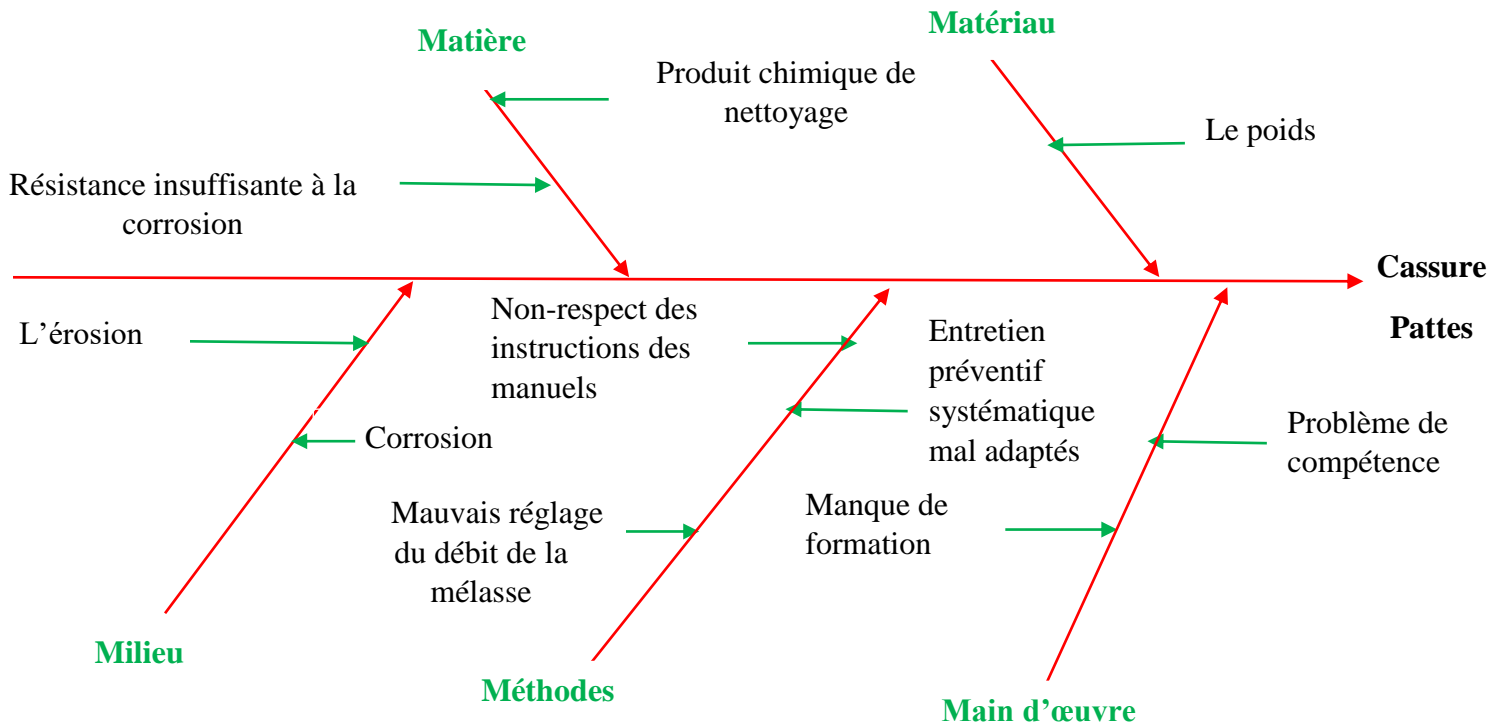 Matière
Matériau
Produit chimique de
nettoyage
Le poids
Résistance insuffisante à la
corrosion
Cassure
Pattes
L’érosion
Non-respect des
instructions des
manuels
Entretien
préventif
systématique
mal adaptés
Corrosion
Problème de
compétence
Mauvais réglage
du débit de la
mélasse
Manque de
formation
Milieu
Méthodes
Main d’œuvre